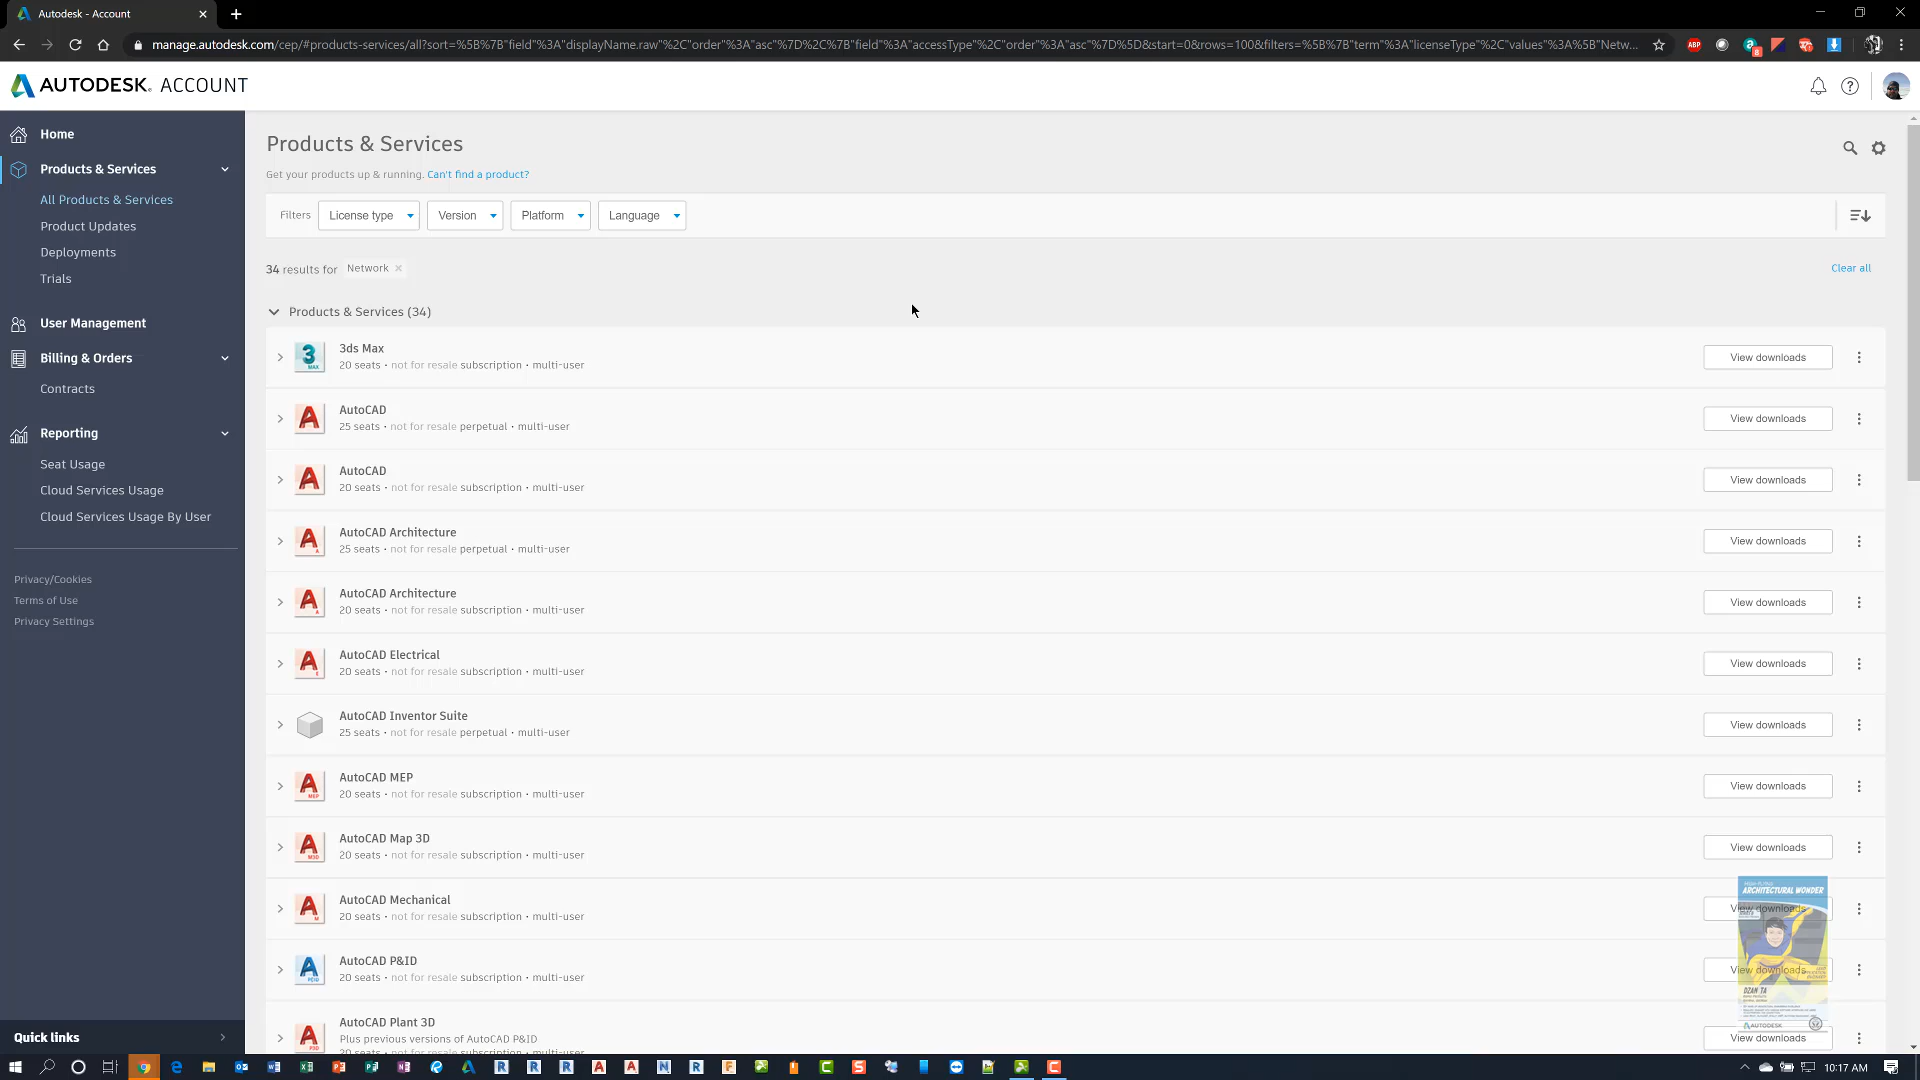 Autodesk - Account
manage.autodesk.com/cep/#products-services/all?sort=%5B%7B"field"%3A"displayName.raw"%2C"order"%3A"asc"%7D%2C%7B"field"%3A"accessType"%2C"order"%3A"asc"%7D%5D&start=0&rows=100&filters=%5B%7B"term"%3A"licenseType"%2C"values"%3A%5B"Netw...
ABP
8
AUTODESK. ACCOUNT
Home
Products & Services
All Products & Services
Product Updates
Deployments
Trials
User Management
Billing & Orders
Contracts
Reporting
Seat Usage
Cloud Services Usage
Cloud Services Usage By User
Privacy/Cookies
Terms of Use
Privacy Settings
Quick links
Products & Services
Get your products up & running. Can't find a product?
Filters License type Version Platform Language
34 results for Network ×
Clear all
Products & Services (34)
3ds Max
20 seats • not for resale subscription • multi-user
View downloads
AutoCAD
25 seats • not for resale perpetual • multi-user
View downloads
AutoCAD
20 seats • not for resale subscription • multi-user
View downloads
AutoCAD Architecture
25 seats • not for resale perpetual • multi-user
View downloads
AutoCAD Architecture
20 seats • not for resale subscription • multi-user
View downloads
AutoCAD Electrical
20 seats • not for resale subscription • multi-user
View downloads
AutoCAD Inventor Suite
25 seats • not for resale perpetual • multi-user
View downloads
AutoCAD MEP
20 seats • not for resale subscription • multi-user
View downloads
AutoCAD Map 3D
20 seats • not for resale subscription • multi-user
View downloads
AutoCAD Mechanical
20 seats • not for resale subscription • multi-user
View downloads
AutoCAD P&ID
20 seats • not for resale subscription • multi-user
View downloads
AutoCAD Plant 3D
Plus previous versions of AutoCAD P&ID
20 seats • not for resale subscription • multi-user
View downloads
ARCHITECTURAL WONDER
DZAN TA
AUTODESK
10:17 AM